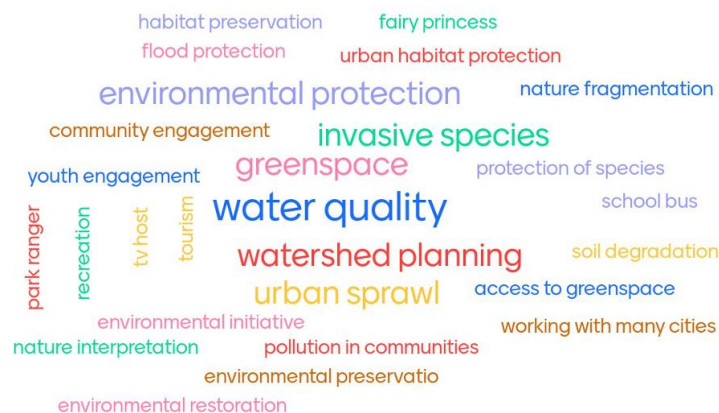 habitat preservation
fairy princess
flood protection
urban habitat protection
environmental protection
nature fragmentation
community engagement
invasive species
greenspace
protection of species
youth engagement
school bus
water quality
park ranger
recreation
tv host
tourism
watershed planning
soil degradation
urban sprawl
access to greenspace
environmental initiative
working with many cities
nature interpretation
pollution in communities
environmental preservatio
environmental restoration